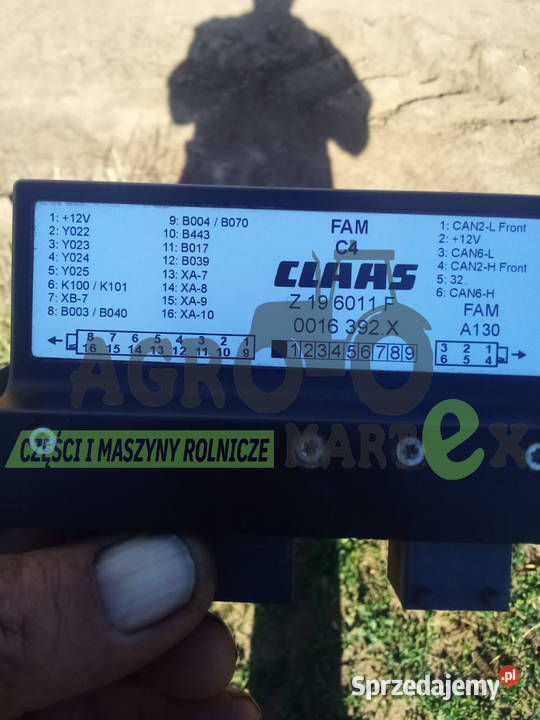 1: +12V
2: Y022
3: Y023
4: Y024
5: Y025
6: K100 / K101
7: XB-7
8: B003 / B040
9: B004 / B070
10: B443
11: B017
12: B039
13: XA-7
14: XA-8
15: XA-9
16: XA-10
8 7 6 5 4 3 2 1
16 15 14 13 12 11 10 9
FAM
C4
CLAAS
Z 19 6011 F
0016 392 X
1 2 3 4 5 6 7 8 9
1: CAN2-L Front
2: +12V
3: CAN6-L
4: CAN2-H Front
5: 32.
6: CAN6-H
FAM
A130
3 2 1
6 5 4
AGRO-O
MARTEX
CZĘŚCI I MASZYNY ROLNICZE
Sprzedajemy.pl